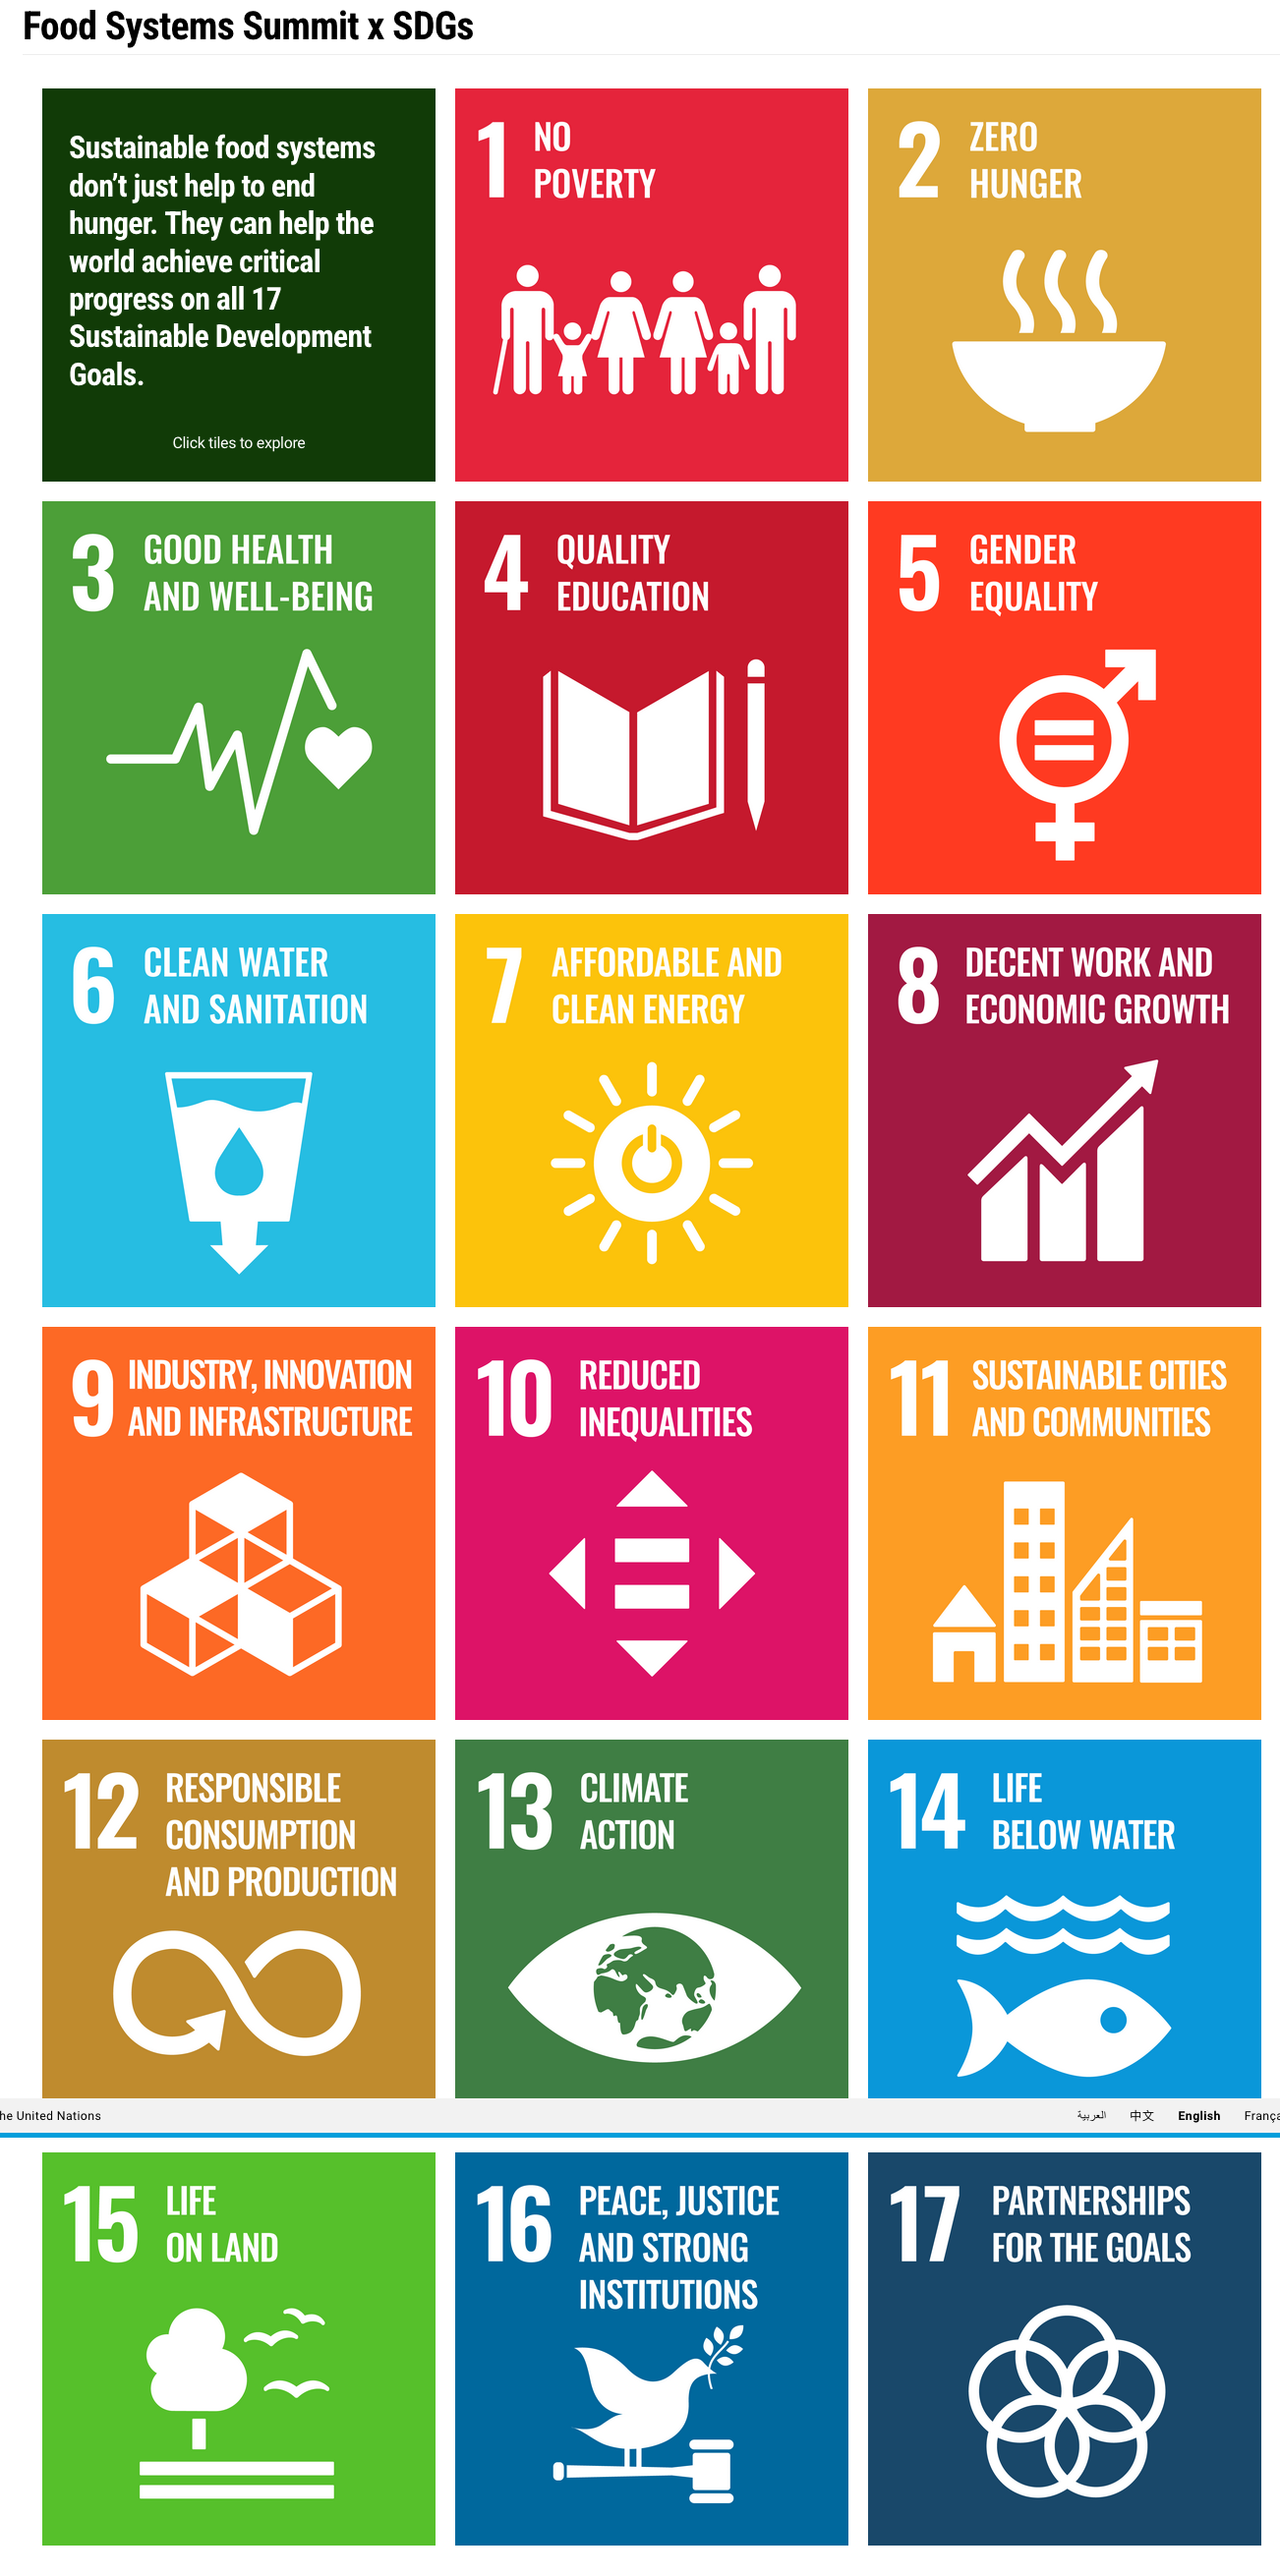 Food Systems Summit x SDGs
Sustainable food systems
don’t just help to end
hunger. They can help the
world achieve critical
progress on all 17
Sustainable Development
Goals.
Click tiles to explore
1 NO
POVERTY
2 ZERO
HUNGER
3 GOOD HEALTH
AND WELL-BEING
4 QUALITY
EDUCATION
5 GENDER
EQUALITY
6 CLEAN WATER
AND SANITATION
7 AFFORDABLE AND
CLEAN ENERGY
8 DECENT WORK AND
ECONOMIC GROWTH
9 INDUSTRY, INNOVATION
AND INFRASTRUCTURE
10 REDUCED
INEQUALITIES
11 SUSTAINABLE CITIES
AND COMMUNITIES
12 RESPONSIBLE
CONSUMPTION
AND PRODUCTION
13 CLIMATE
ACTION
14 LIFE
BELOW WATER
he United Nations
العربية 中文 English França
15 LIFE
ON LAND
16 PEACE, JUSTICE
AND STRONG
INSTITUTIONS
17 PARTNERSHIPS
FOR THE GOALS